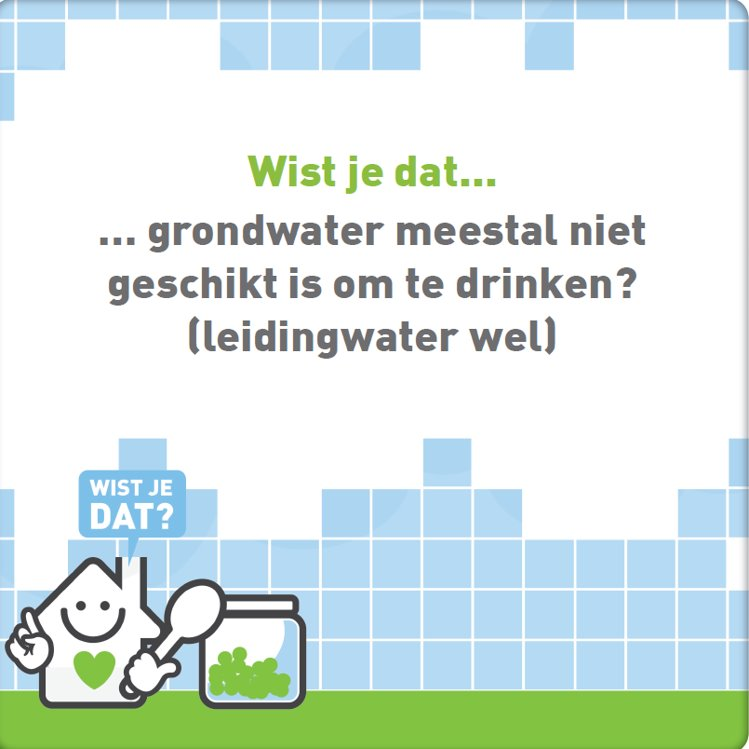 Wist je dat...
... grondwater meestal niet
geschikt is om te drinken?
(leidingwater wel)
WIST JE
DAT?